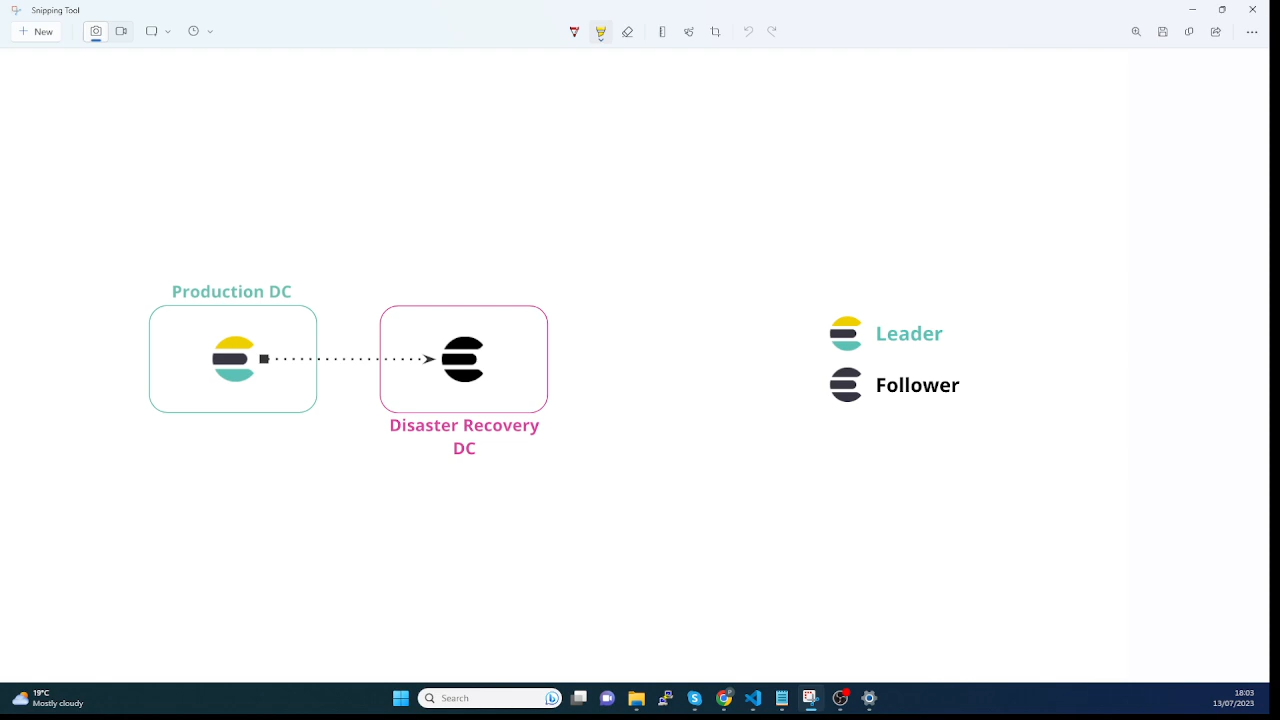 Snipping Tool
New
Production DC
Disaster Recovery
DC
Leader
Follower
19°C
Mostly cloudy
Search
18:03
13/07/2023